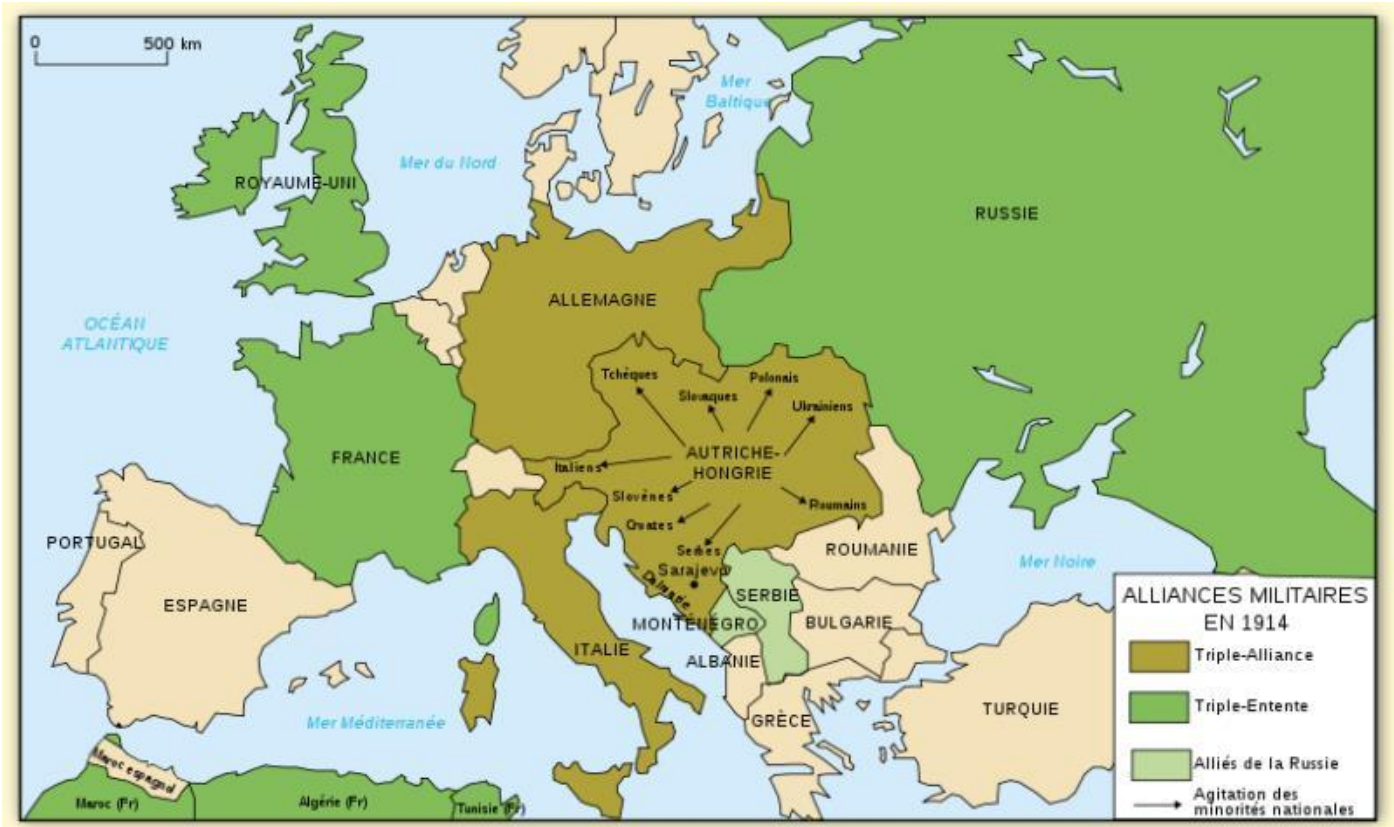 0 500 km
Mer
Baltique
Mer du Nord
ROYAUME-UNI
RUSSIE
ALLEMAGNE
OCÉAN
ATLANTIQUE
Tchèques
Polonais
Slovaques
Ukrainiens
FRANCE
AUTRICHE-
HONGRIE
Italiens
Slovènes
Roumains
Croates
PORTUGAL
Serbes
ROUMANIE
Mer Noire
Sarajevo
Dalmatie
ESPAGNE
SERBIE
MONTÉNÉGRO
BULGARIE
ITALIE
ALBANIE
Mer Méditerranée
GRÈCE
TURQUIE
Maroc espagnol
Maroc (Fr)
Algérie (Fr)
Tunisie (Fr)
ALLIANCES MILITAIRES
EN 1914
Triple-Alliance
Triple-Entente
Alliés de la Russie
Agitation des
minorités nationales